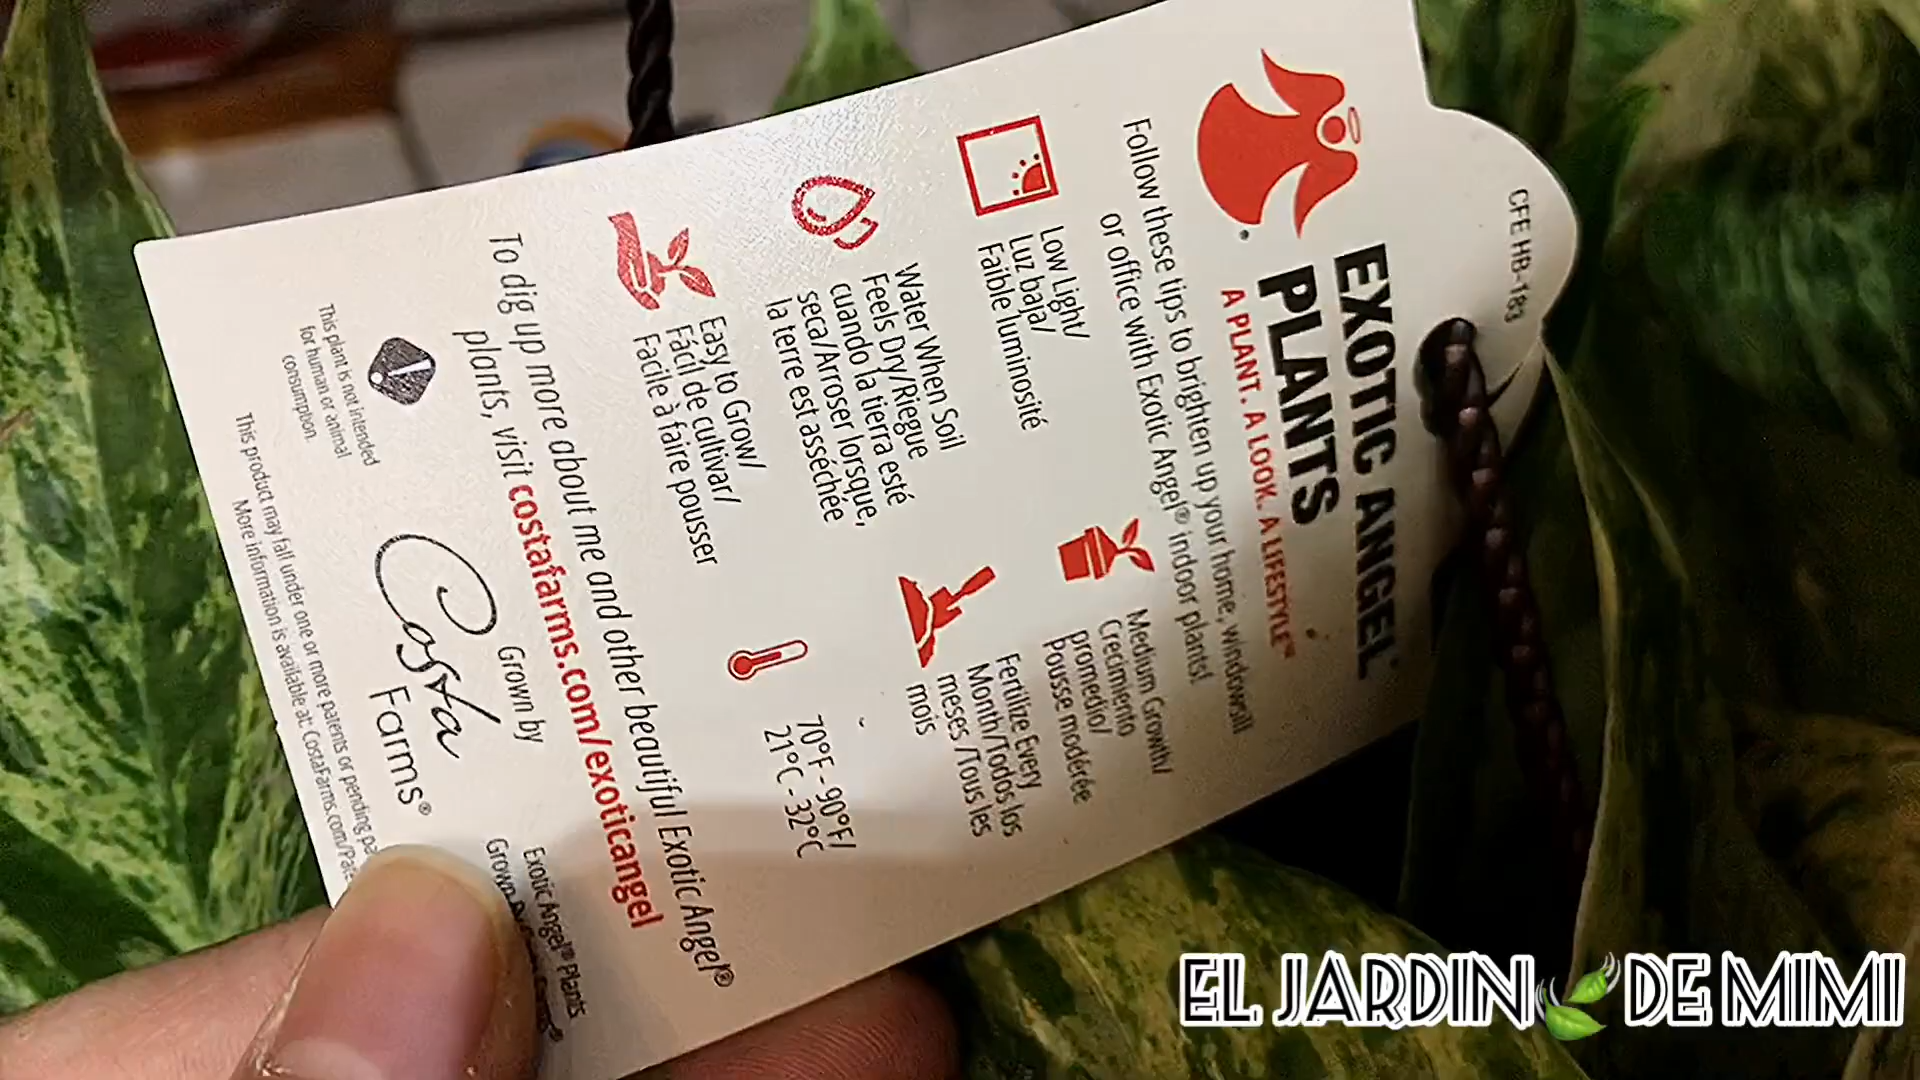 CFE HB-183
EXOTIC ANGEL®
PLANTS
A PLANT. A LOOK. A LIFESTYLE™
Follow these tips to brighten up your home, windowsill
or office with Exotic Angel® indoor plants!
Low Light/
Luz baja/
Faible luminosité
Medium Growth/
Crecimiento
promedio/
Pousse modérée
Water When Soil
Feels Dry/Riegue
cuando la tierra esté
seca/Arroser lorsque,
la terre est asséchée
Fertilize Every
Month/Todos los
meses /Tous les
mois
Easy to Grow/
Fácil de cultivar/
Facile à faire pousser
70°F - 90°F/
21°C - 32°C
To dig up more about me and other beautiful Exotic Angel®
plants, visit costafarms.com/exoticangel
This plant is not intended
for human or animal
consumption.
Grown by
Costa
Farms®
Exotic Angel® Plants
Grown
This product may fall under one or more patents or pending
More information is available at: CostaFarms.com
EL JARDIN DE MIMI